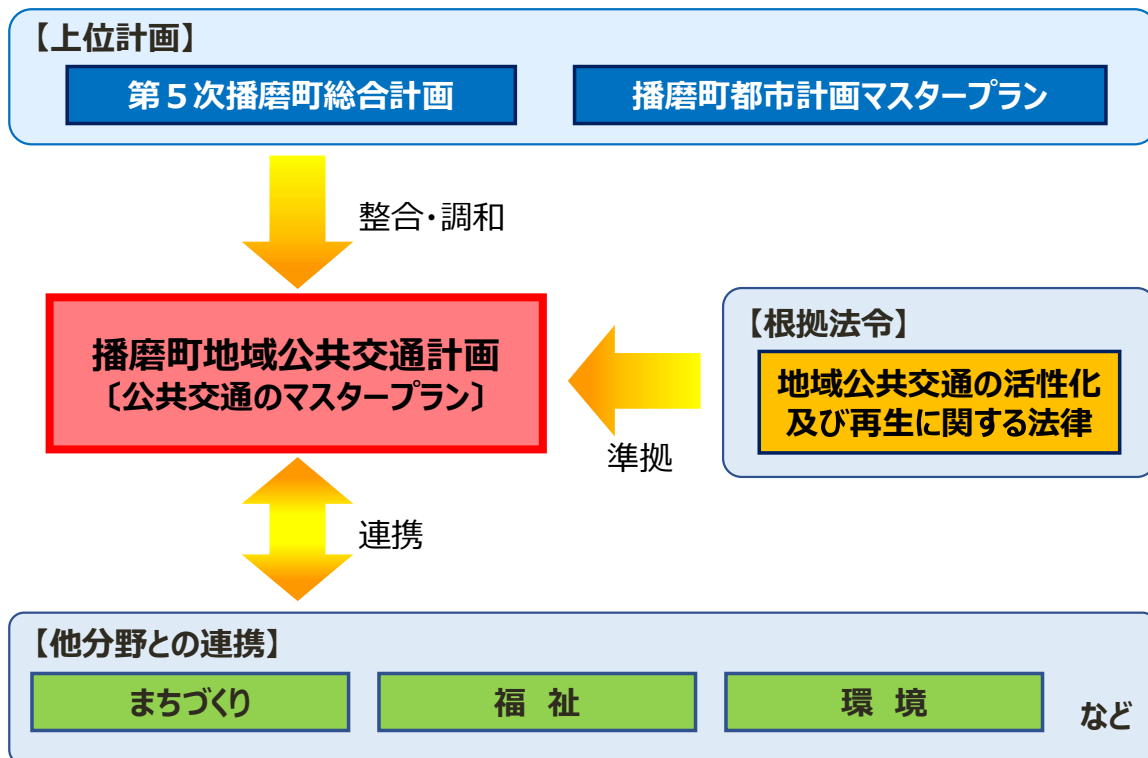 【上位計画】
第５次播磨町総合計画
播磨町都市計画マスタープラン
整合・調和
播磨町地域公共交通計画
〔公共交通のマスタープラン〕
【根拠法令】
地域公共交通の活性化
及び再生に関する法律
準拠
連携
【他分野との連携】
まちづくり
福 祉
環 境
など